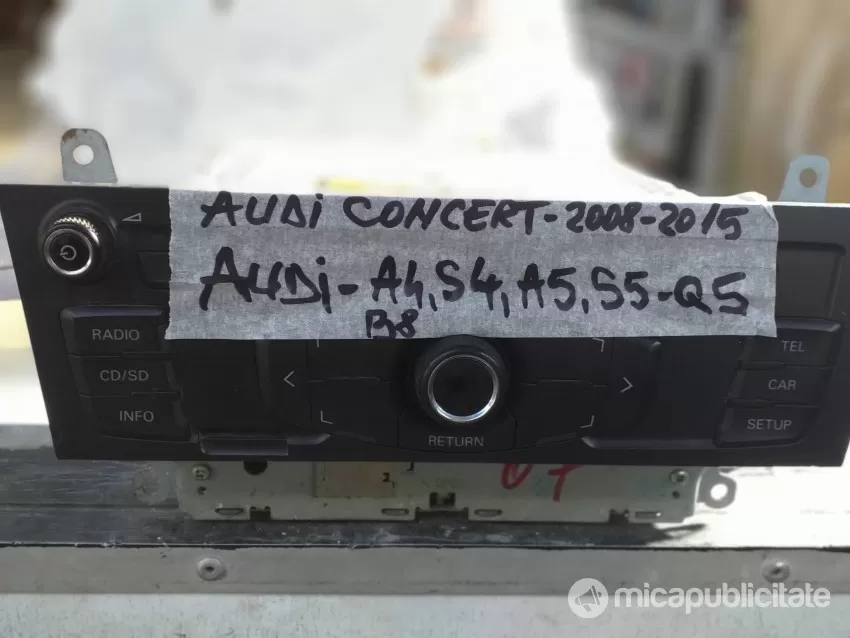 AUDi CONCERT-2008-2015
AUDi-A4,S4,A5,S5-Q5
B8
RADIO
CD/SD
INFO
RETURN
TEL
CAR
SETUP
07
micapublicitate